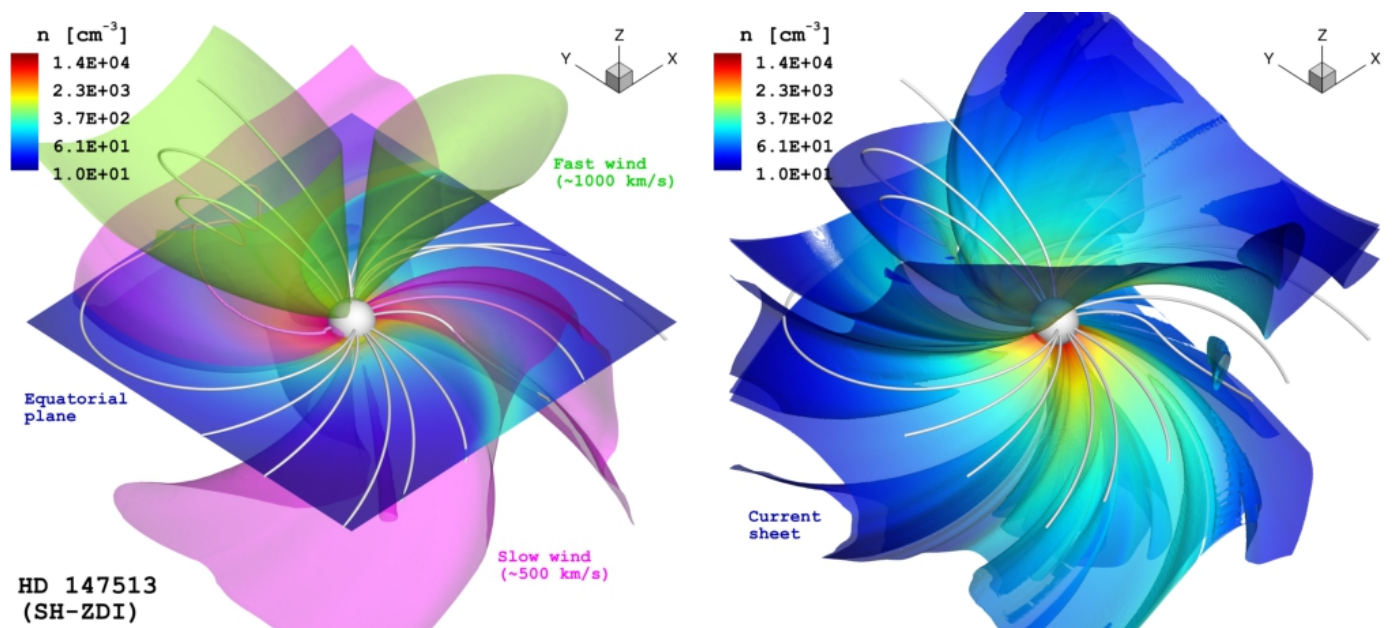 n [cm-3]
1.4E+04
2.3E+03
3.7E+02
6.1E+01
1.0E+01
Z
Y
X
Fast wind
(~1000 km/s)
Equatorial
plane
Slow wind
(~500 km/s)
HD 147513
(SH-ZDI)
n [cm-3]
1.4E+04
2.3E+03
3.7E+02
6.1E+01
1.0E+01
Z
Y
X
Current
sheet